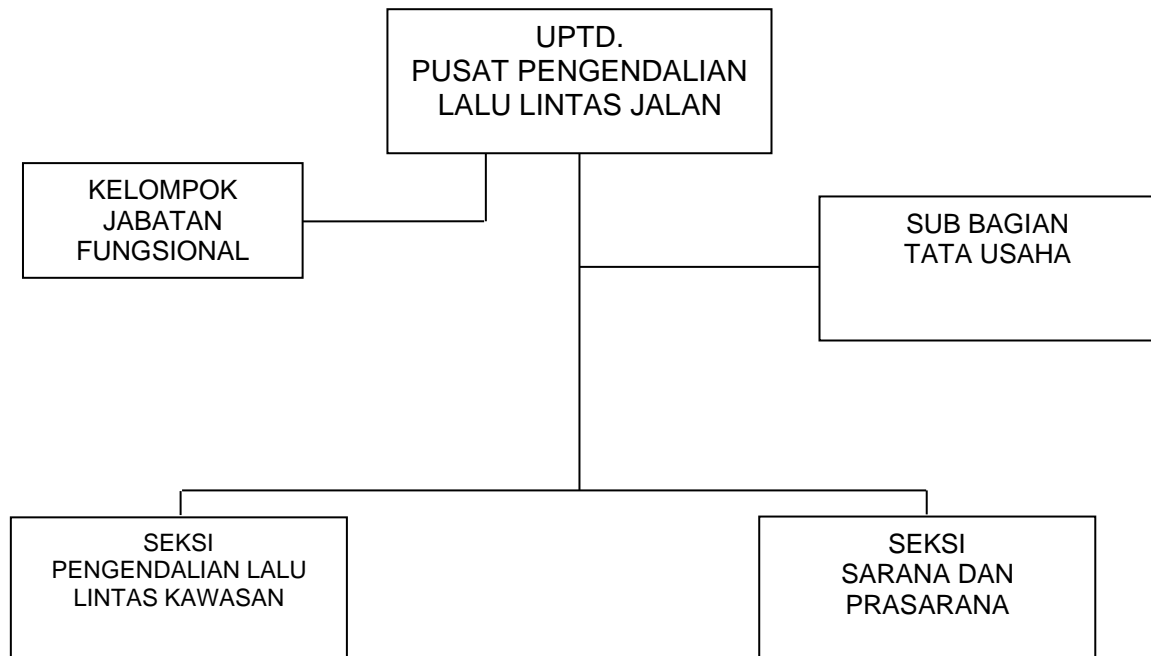 UPTD.
PUSAT PENGENDALIAN
LALU LINTAS JALAN
KELOMPOK
JABATAN
FUNGSIONAL
SUB BAGIAN
TATA USAHA
SEKSI
PENGENDALIAN LALU
LINTAS KAWASAN
SEKSI
SARANA DAN
PRASARANA